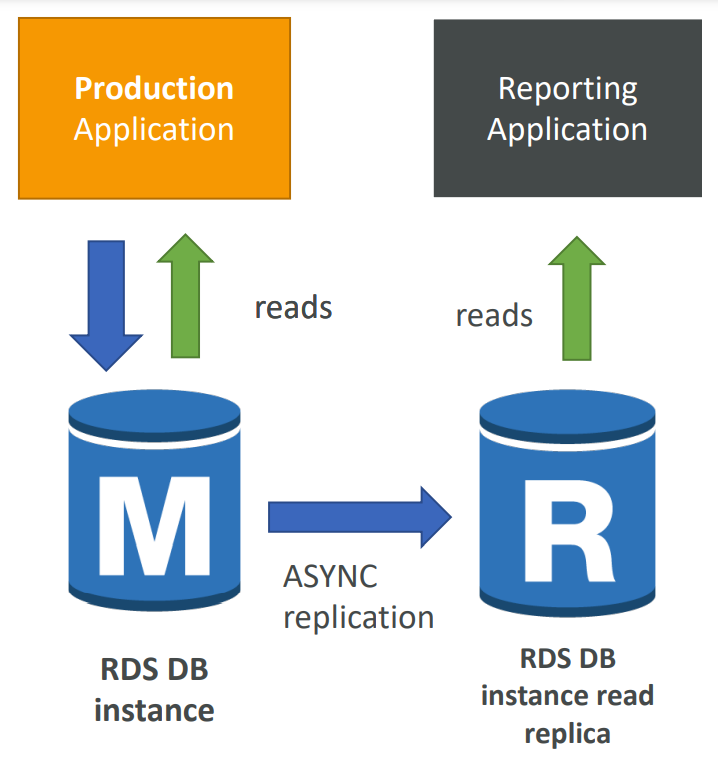 Production
Application
Reporting
Application
reads
reads
M
R
ASYNC
replication
RDS DB
instance
RDS DB
instance read
replica